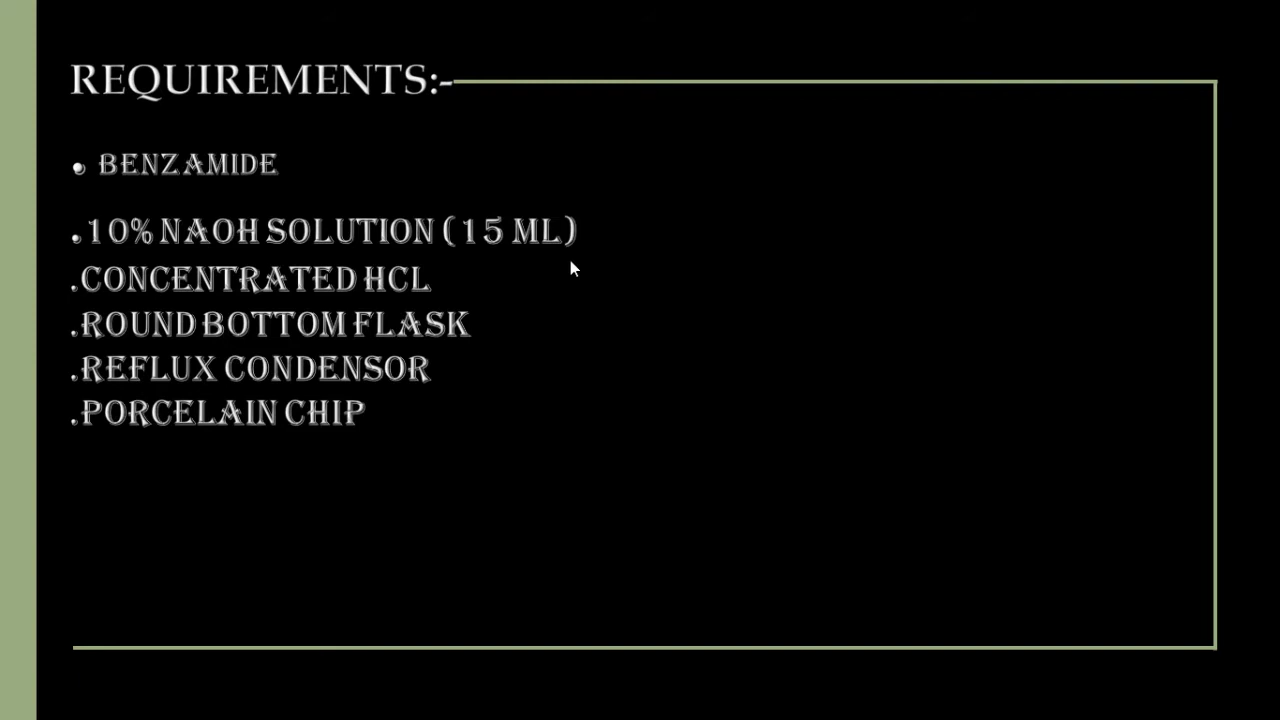 REQUIREMENTS:-
• BENZAMIDE
.10% NAOH SOLUTION (15 ML)
.CONCENTRATED HCL
.ROUND BOTTOM FLASK
.REFLUX CONDENSOR
.PORCELAIN CHIP